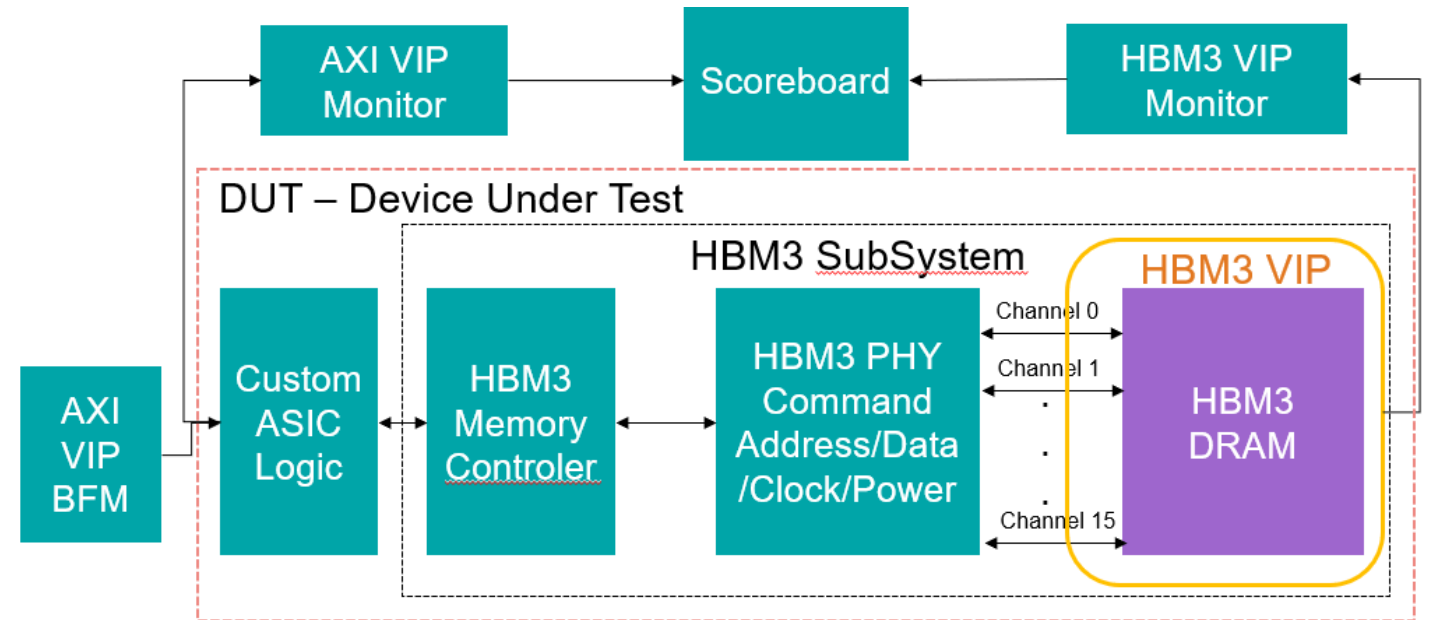 AXI VIP
Monitor
Scoreboard
HBM3 VIP
Monitor
DUT – Device Under Test
HBM3 SubSystem
HBM3 VIP
AXI
VIP
BFM
Custom
ASIC
Logic
HBM3
Memory
Controler
HBM3 PHY
Command
Address/Data
/Clock/Power
Channel 0
Channel 1
.
.
.
Channel 15
HBM3
DRAM